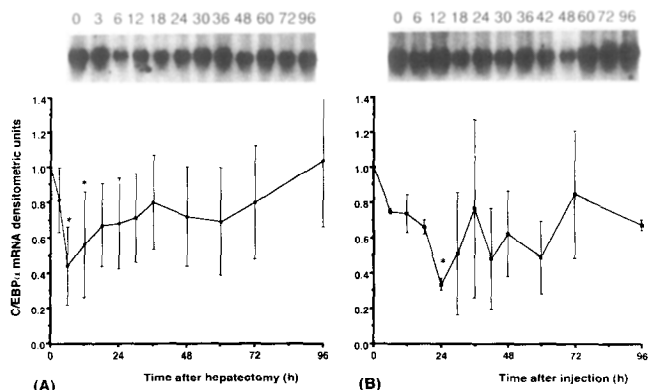 0 3 6 12 18 24 30 36 48 60 72 96
0 6 12 18 24 30 36 42 48 60 72 96
1.4
1.2
1.0
0.8
0.6
0.4
0.2
0.0
C/EBPα mRNA densitometric units
* * *
0 24 48 72 96
Time after hepatectomy (h)
(A)
1.4
1.2
1.0
0.8
0.6
0.4
0.2
0.0
*
0 24 48 72 96
Time after injection (h)
(B)